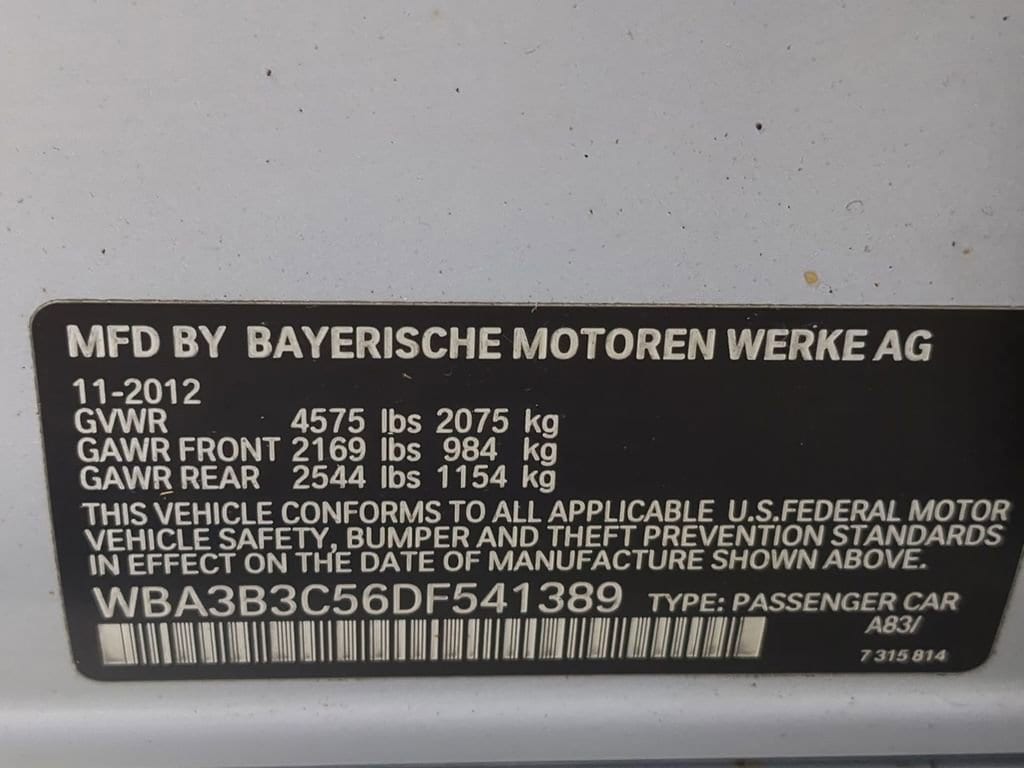 MFD BY BAYERISCHE MOTOREN WERKE AG
11-2012
GVWR 4575 lbs 2075 kg
GAWR FRONT 2169 lbs 984 kg
GAWR REAR 2544 lbs 1154 kg
THIS VEHICLE CONFORMS TO ALL APPLICABLE U.S.FEDERAL MOTOR
VEHICLE SAFETY, BUMPER AND THEFT PREVENTION STANDARDS
IN EFFECT ON THE DATE OF MANUFACTURE SHOWN ABOVE.
WBA3B3C56DF541389 TYPE: PASSENGER CAR
A83/
7 315 814